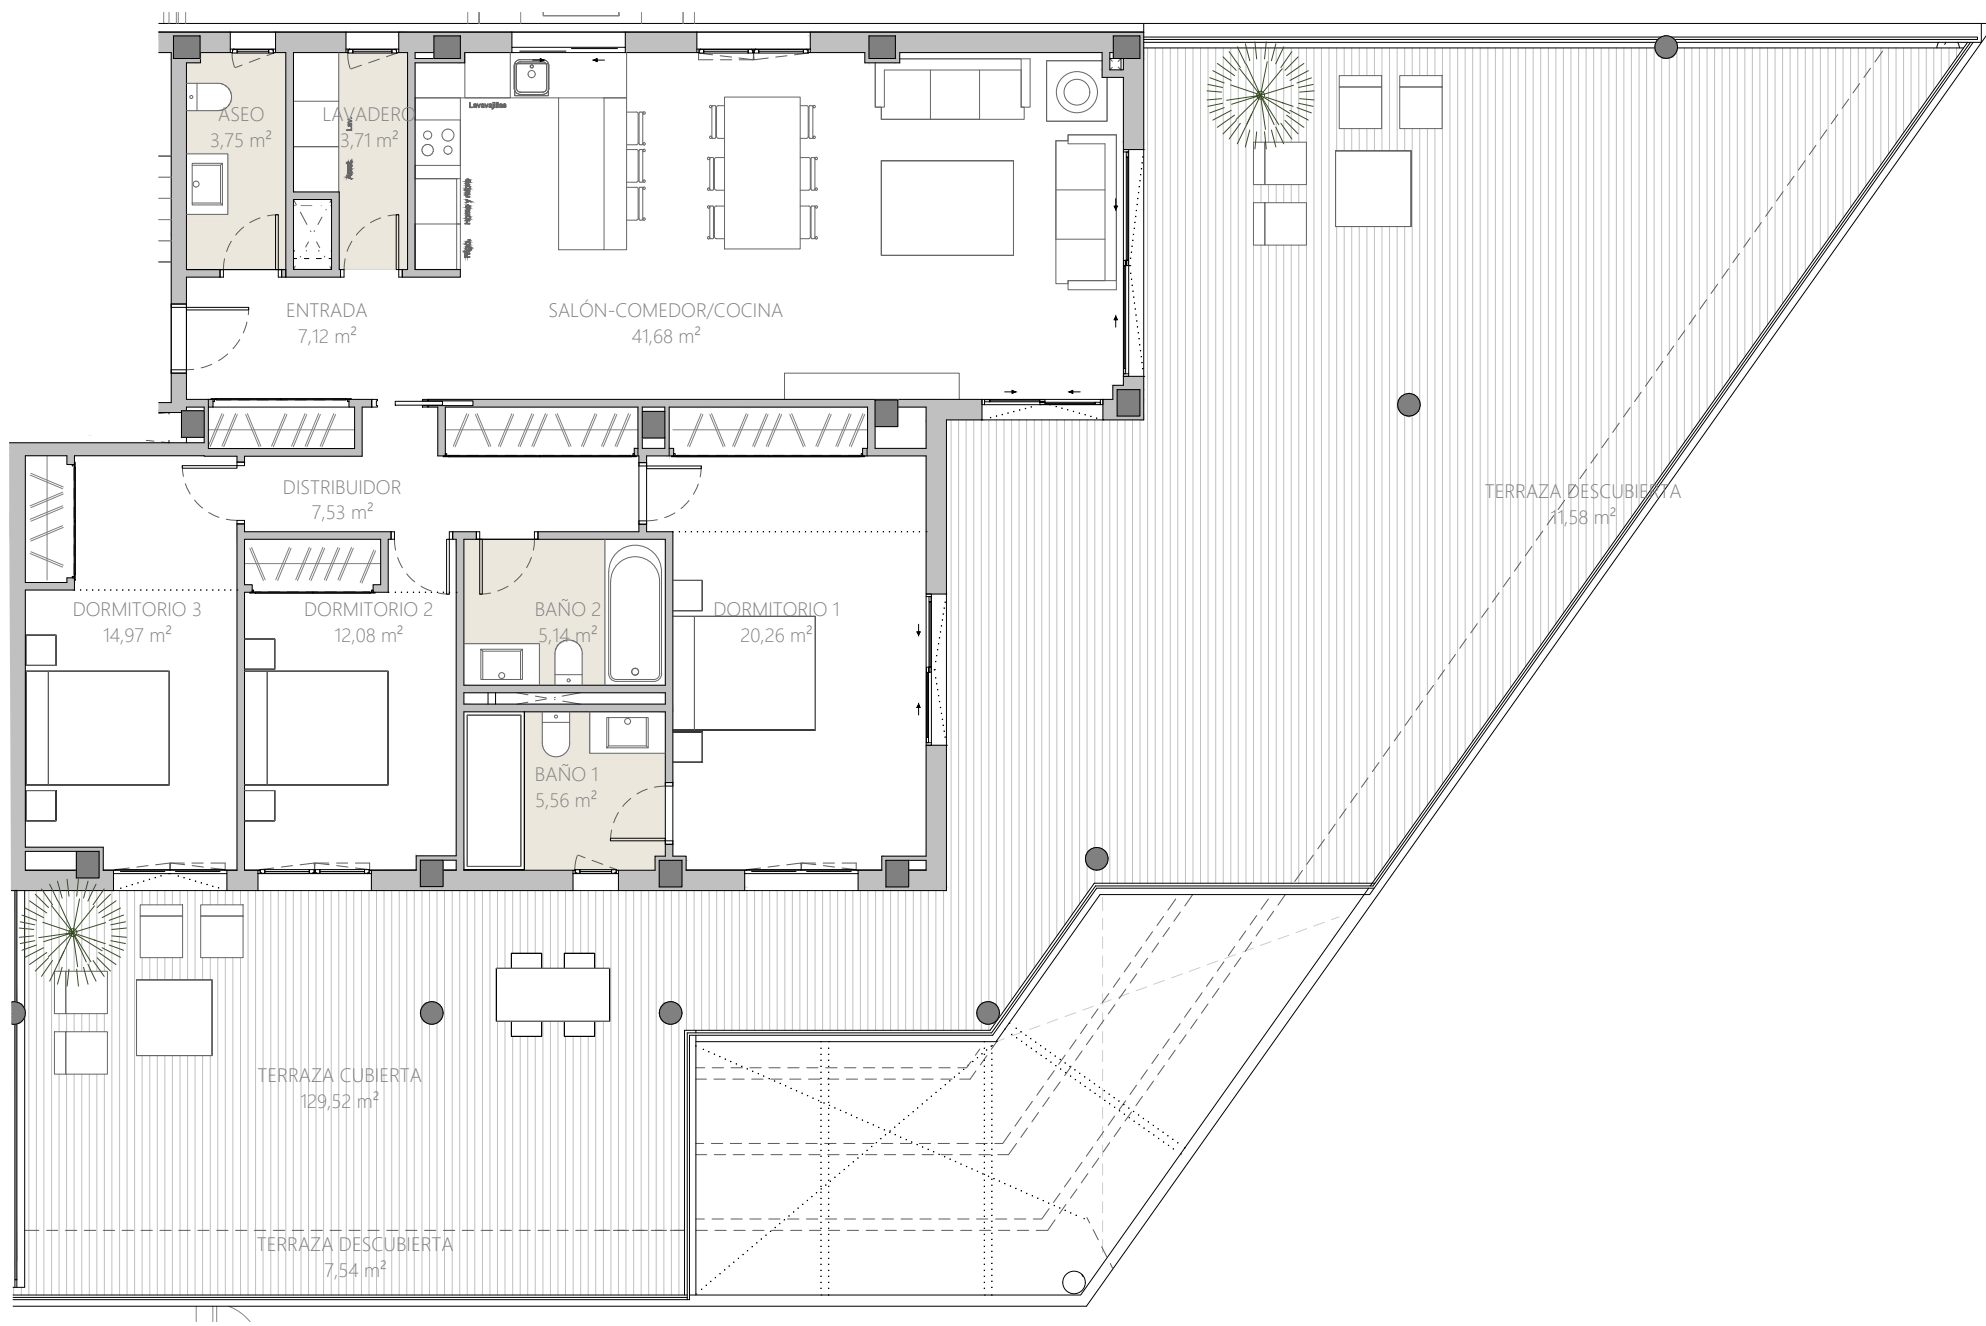 ASEO
3,75 m²
LAVADERO
3,71 m²
Lav.
Lavavajillas
Horno y micro
ENTRADA
7,12 m²
SALÓN-COMEDOR/COCINA
41,68 m²
DISTRIBUIDOR
7,53 m²
TERRAZA DESCUBIERTA
11,58 m²
DORMITORIO 3
14,97 m²
DORMITORIO 2
12,08 m²
BAÑO 2
5,14 m²
DORMITORIO 1
20,26 m²
BAÑO 1
5,56 m²
TERRAZA CUBIERTA
129,52 m²
TERRAZA DESCUBIERTA
7,54 m²